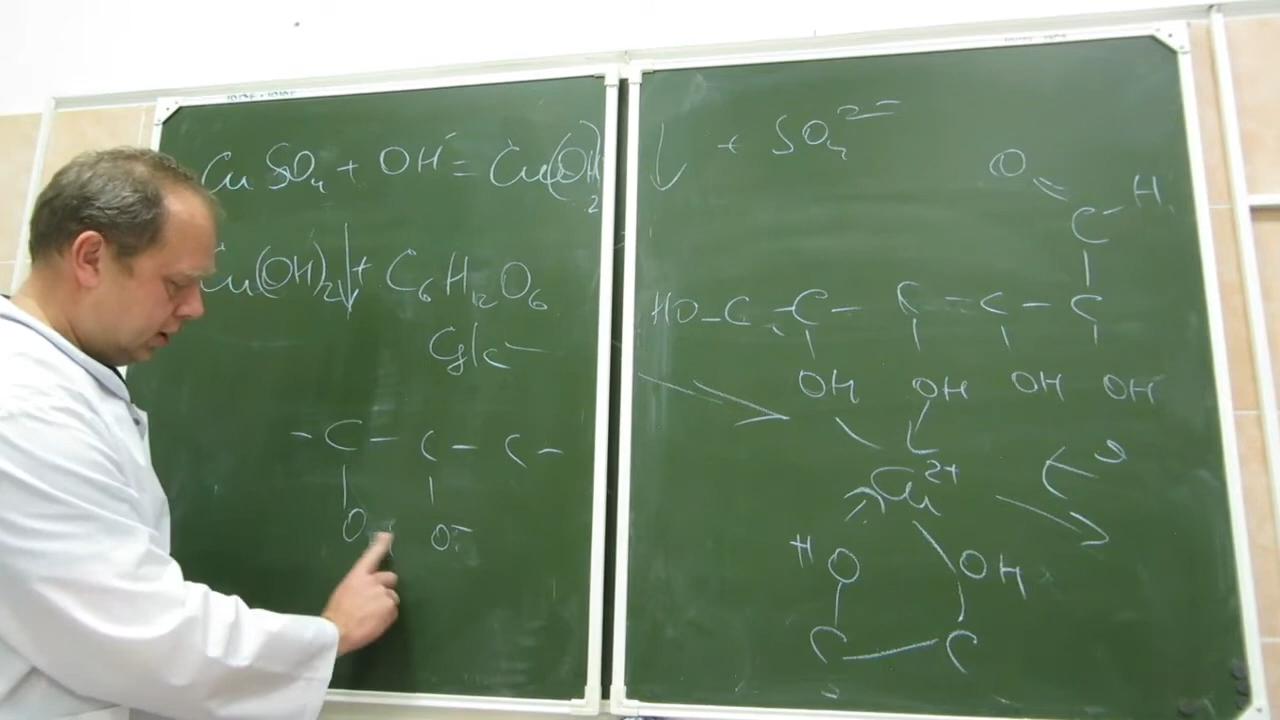 CuSO₄ + OH⁻ = Cu(OH)₂ ↓ + SO₄²⁻
Cu(OH)₂↓ + C₆H₁₂O₆
Glc
O
C - H
HO - C - C - C - C - C
OH OH OH OH
- C - C - C -
Cu²⁺
O O⁻
H O OH
C - C